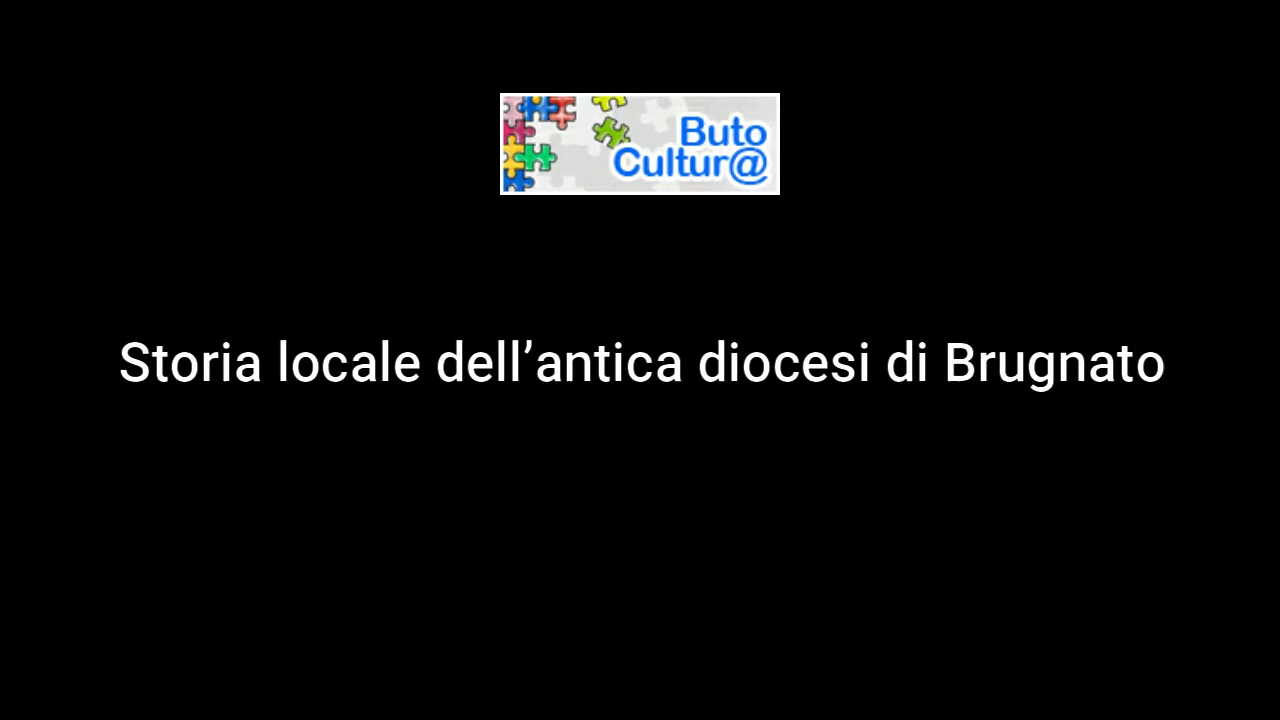 Buto
Cultur@
Storia locale dell’antica diocesi di Brugnato